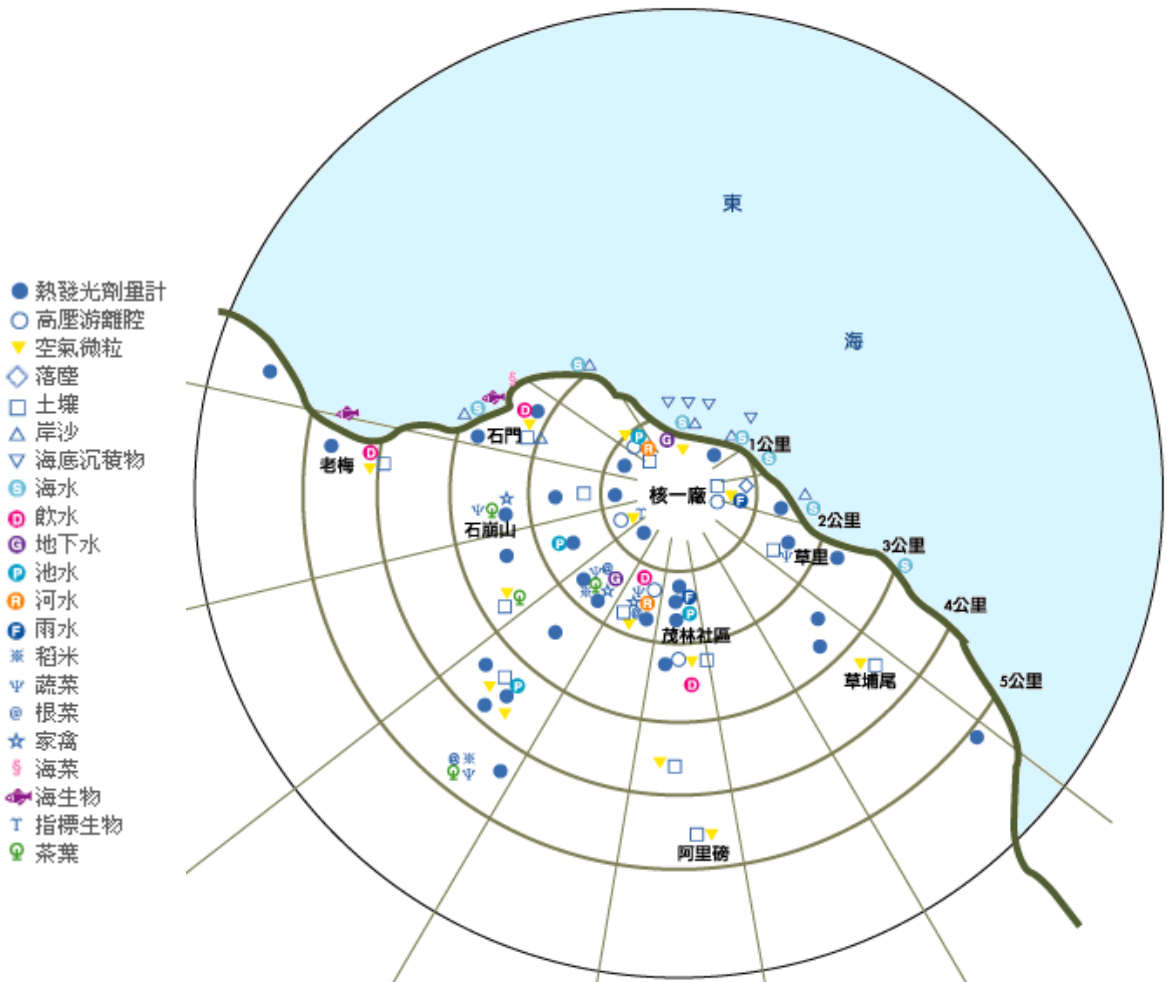 東
海
熱發光劑量計
高壓游離腔
空氣微粒
落塵
土壤
岸沙
海底沉積物
S 海水
D 飲水
G 地下水
P 池水
R 河水
F 雨水
稻米
蔬菜
@ 根菜
家禽
§ 海菜
海生物
指標生物
茶葉
石門
老梅
石崩山
核一廠
1公里
2公里
草里
3公里
4公里
5公里
茂林社區
草埔尾
阿里磅